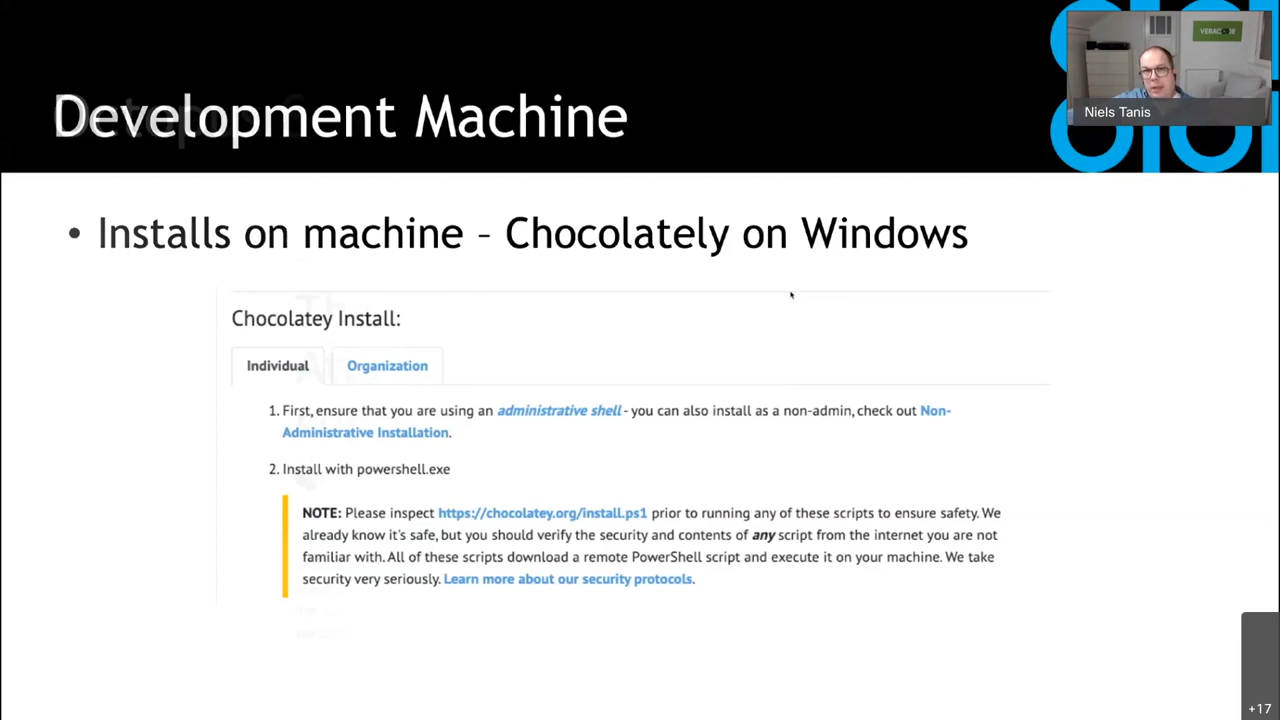 VERACODE
Niels Tanis
Development Machine
• Installs on machine – Chocolately on Windows
Chocolatey Install:
Individual
Organization
1. First, ensure that you are using an administrative shell - you can also install as a non-admin, check out Non-
Administrative Installation.
2. Install with powershell.exe
NOTE: Please inspect https://chocolatey.org/install.ps1 prior to running any of these scripts to ensure safety. We
already know it's safe, but you should verify the security and contents of any script from the internet you are not
familiar with. All of these scripts download a remote PowerShell script and execute it on your machine. We take
security very seriously. Learn more about our security protocols.
+17